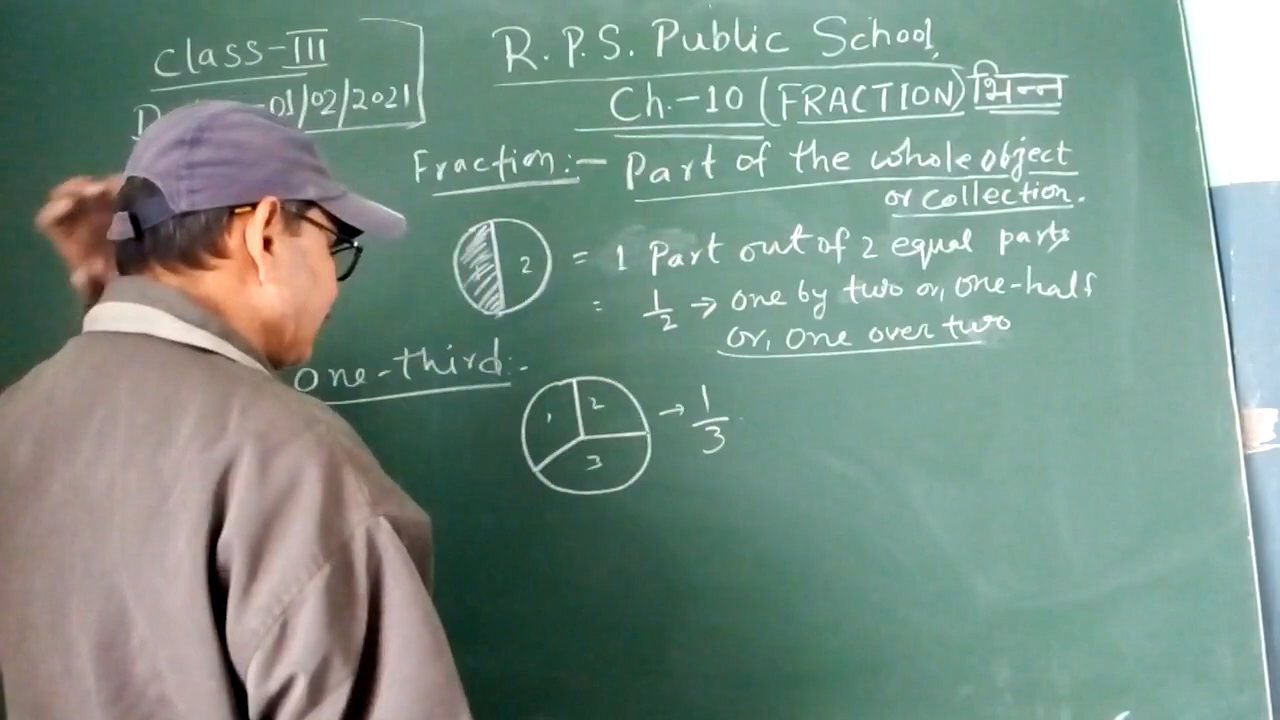 Class-III
01/02/2021
R.P.S. Public School
Ch.-10 (FRACTION) भिन्न
Fraction:- Part of the whole object
or collection.
2 = 1 Part out of 2 equal parts
= 1/2 → one by two or, one-half
or, one over two
One-third:-
1 2 3 → 1/3